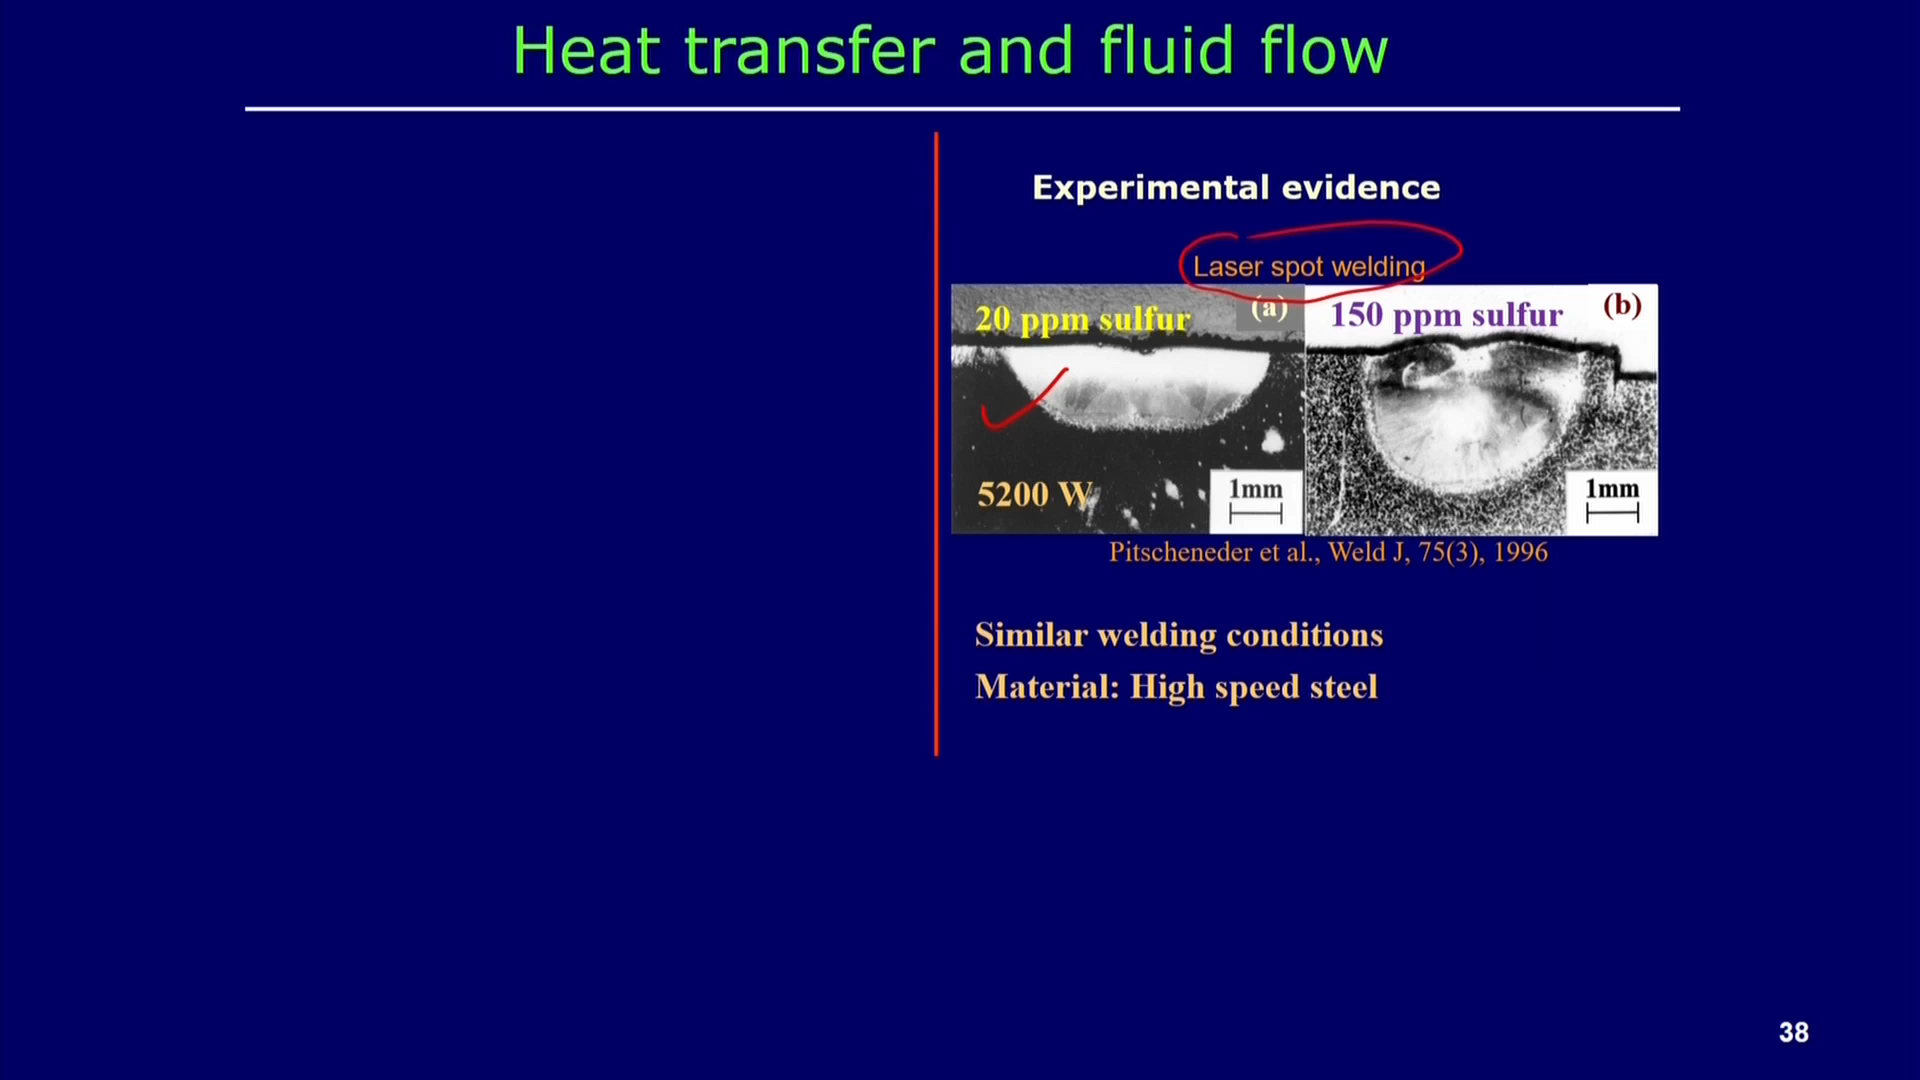 Heat transfer and fluid flow
Experimental evidence
Laser spot welding
20 ppm sulfur (a)
150 ppm sulfur (b)
5200 W
1mm
1mm
Pitscheneder et al., Weld J, 75(3), 1996
Similar welding conditions
Material: High speed steel
38